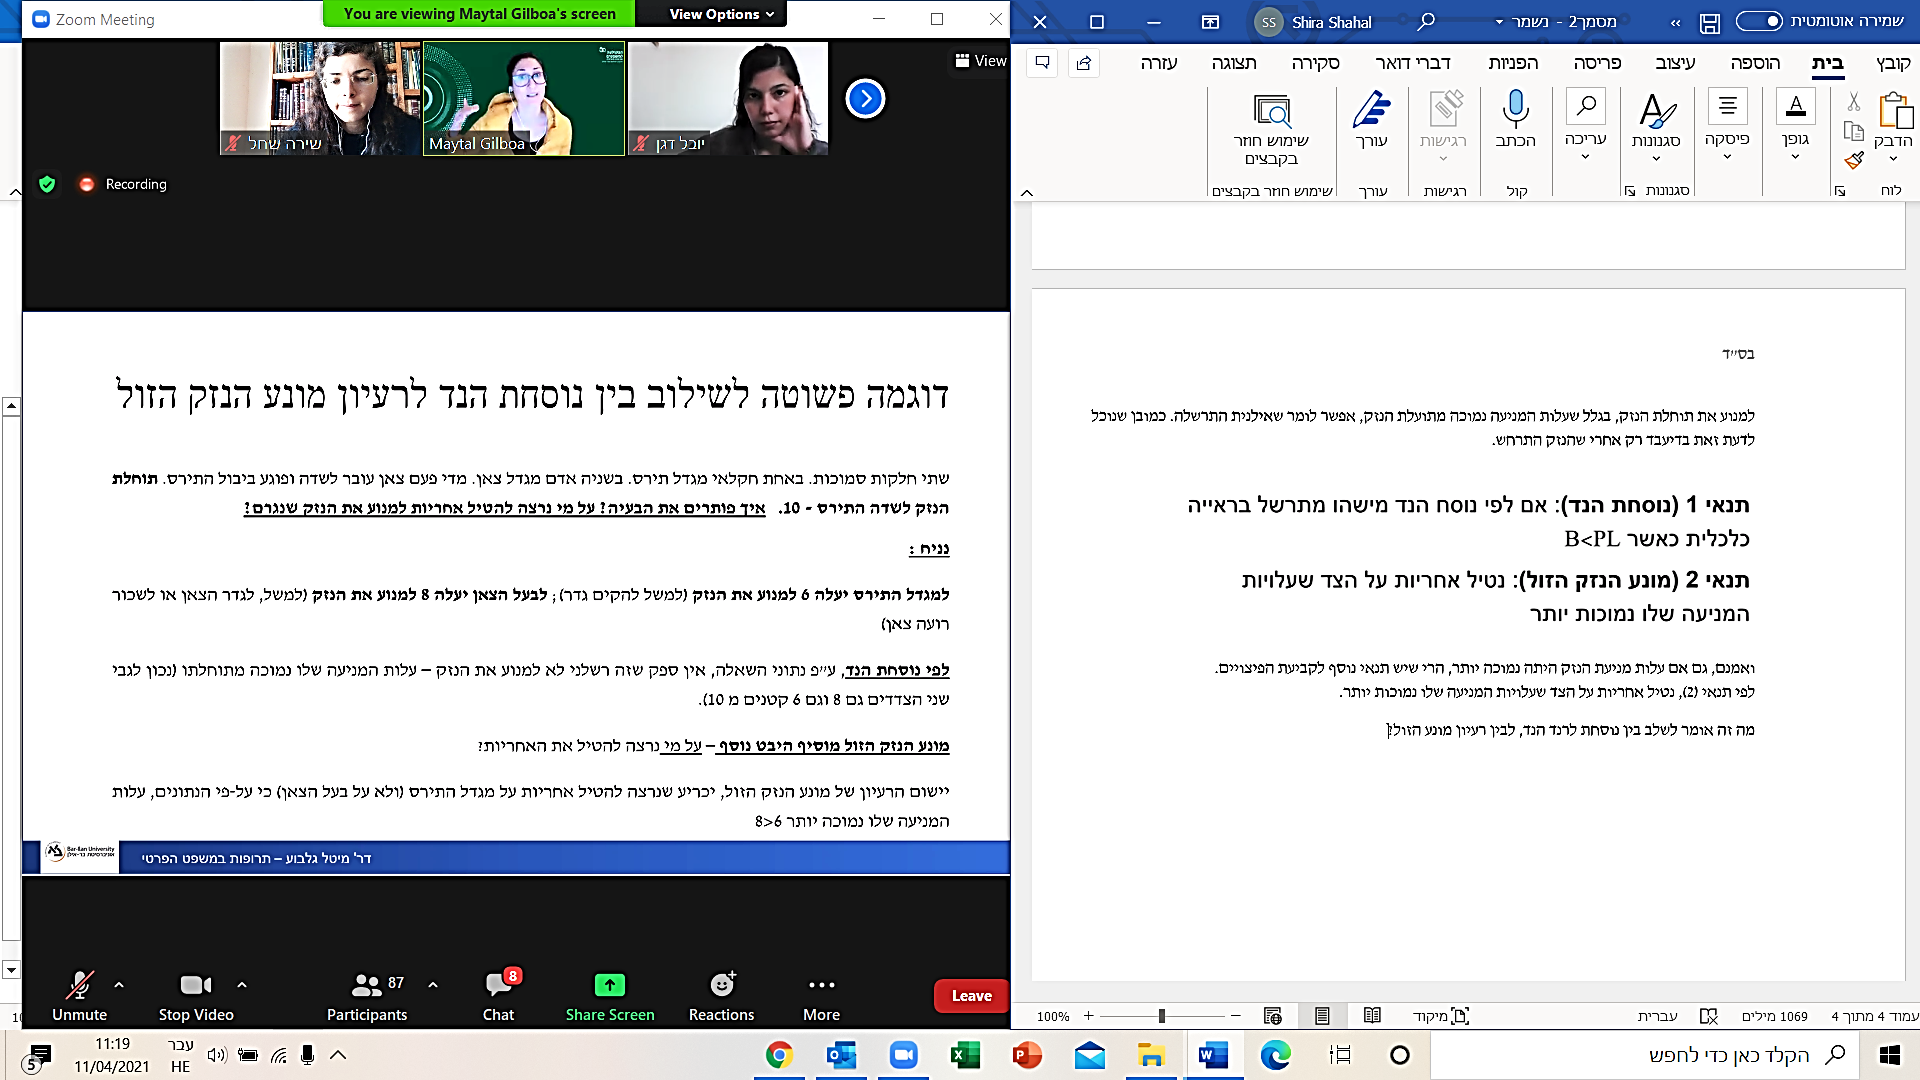 Zoom Meeting
You are viewing Maytal Gilboa's screen
View Options
View
שירה שחל
Maytal Gilboa
יובל דגן
Recording
דוגמה פשוטה לשילוב בין נוסחת הנד לרעיון מונע הנזק הזול
שתי חלקות סמוכות. באחת חקלאי מגדל תירס. בשניה אדם מגדל צאן. מדי פעם צאן עובר לשדה ופוגע ביבול התירס. תוחלת
הנזק לשדה התירס - 10. איך פותרים את הבעיה? על מי נרצה להטיל אחריות למנוע את הנזק שנגרם?
נניח :
למגדל התירס יעלה 6 למנוע את הנזק (למשל להקים גדר); לבעל הצאן יעלה 8 למנוע את הנזק (למשל, לגדר הצאן או לשכור
רועה צאן)
לפי נוסחת הנד, ע״פ נתוני השאלה, אין ספק שזה רשלני לא למנוע את הנזק – עלות המניעה שלו נמוכה מתוחלתו (נכון לגבי
שני הצדדים גם 8 וגם 6 קטנים מ 10).
מונע הנזק הזול מוסיף היבט נוסף – על מי נרצה להטיל את האחריות?
יישום הרעיון של מונע הנזק הזול, יכריע שנרצה להטיל אחריות על מגדל התירס (ולא על בעל הצאן) כי על-פי הנתונים, עלות
המניעה שלו נמוכה יותר 6<8
Bar-Ilan University
אוניברסיטת בר-אילן
דר' מיטל גלבוע – תרופות במשפט הפרטי
Unmute
Stop Video
Participants
87
Chat
8
Share Screen
Reactions
More
Leave
שמירה אוטומטית
מסמך2 - נשמר
Shira Shahal
SS
קובץ
בית
הוספה
עיצוב
פריסה
הפניות
דברי דואר
סקירה
תצוגה
עזרה
הדבק
גופן
פיסקה
סגנונות
עריכה
הכתב
רגישות
עורך
שימוש חוזר
בקבצים
לוח
סגנונות
קול
רגישות
עורך
שימוש חוזר בקבצים
בס״ד
למנוע את תוחלת הנזק, בגלל שעלות המניעה נמוכה מתועלת הנזק, אפשר לומר שאילנית התרשלה. כמובן שנוכל
לדעת זאת בדיעבד רק אחרי שהנזק התרחש.
תנאי 1 (נוסחת הנד): אם לפי נוסח הנד מישהו מתרשל בראייה
כלכלית כאשר B<PL
תנאי 2 (מונע הנזק הזול): נטיל אחריות על הצד שעלויות
המניעה שלו נמוכות יותר
ואמנם, גם אם עלות מניעת הנזק היתה נמוכה יותר, הרי שיש תנאי נוסף לקביעת הפיצויים.
לפי תנאי (2), נטיל אחריות על הצד שעלויות המניעה שלו נמוכות יותר.
מה זה אומר לשלב בין נוסחת לרנד הנד, לבין רעיון מונע הזול?
עמוד 4 מתוך 4
1069 מילים
עברית
מיקוד
100%
11:19
11/04/2021
עבר
HE
5
הקלד כאן כדי לחפש